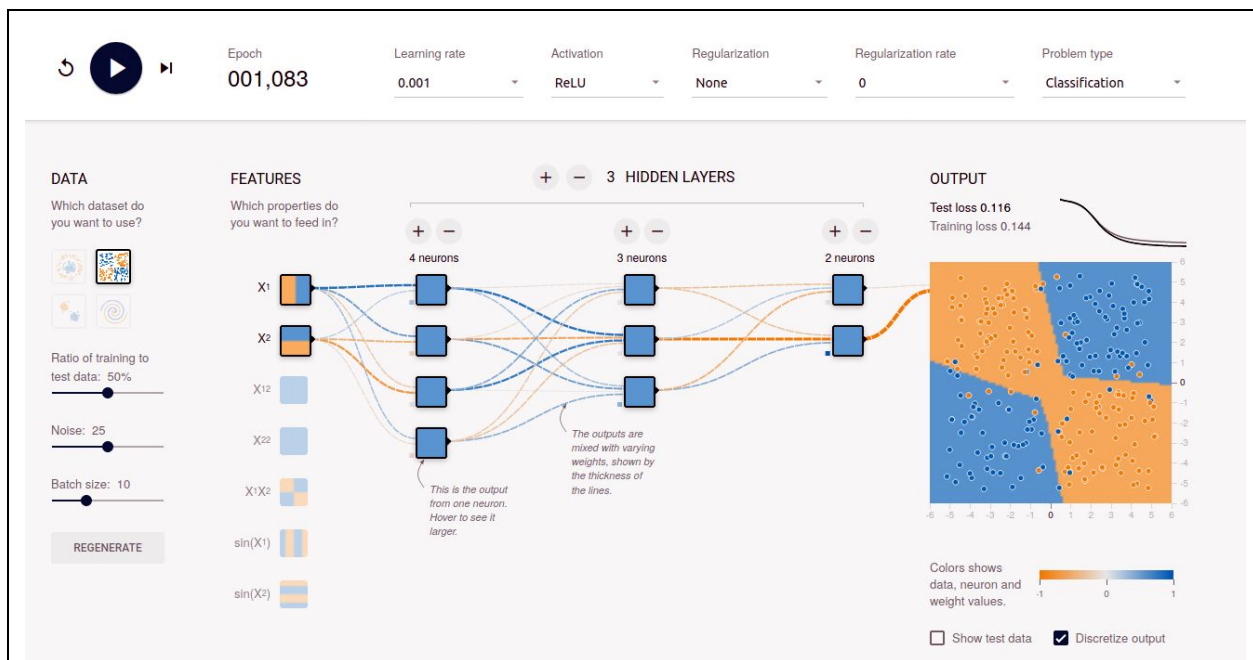 Epoch
001,083
Learning rate
0.001
Activation
ReLU
Regularization
None
Regularization rate
0
Problem type
Classification
DATA
Which dataset do
you want to use?
Ratio of training to
test data: 50%
Noise: 25
Batch size: 10
REGENERATE
FEATURES
Which properties do
you want to feed in?
X1
X2
X12
X22
X1X2
sin(X1)
sin(X2)
+ − 3 HIDDEN LAYERS
+ −
4 neurons
+ −
3 neurons
+ −
2 neurons
This is the output
from one neuron.
Hover to see it
larger.
The outputs are
mixed with varying
weights, shown by
the thickness of
the lines.
OUTPUT
Test loss 0.116
Training loss 0.144
6
5
4
3
2
1
0
-1
-2
-3
-4
-5
-6
-6 -5 -4 -3 -2 -1 0 1 2 3 4 5 6
Colors shows
data, neuron and
weight values.
-1 0 1
Show test data
Discretize output